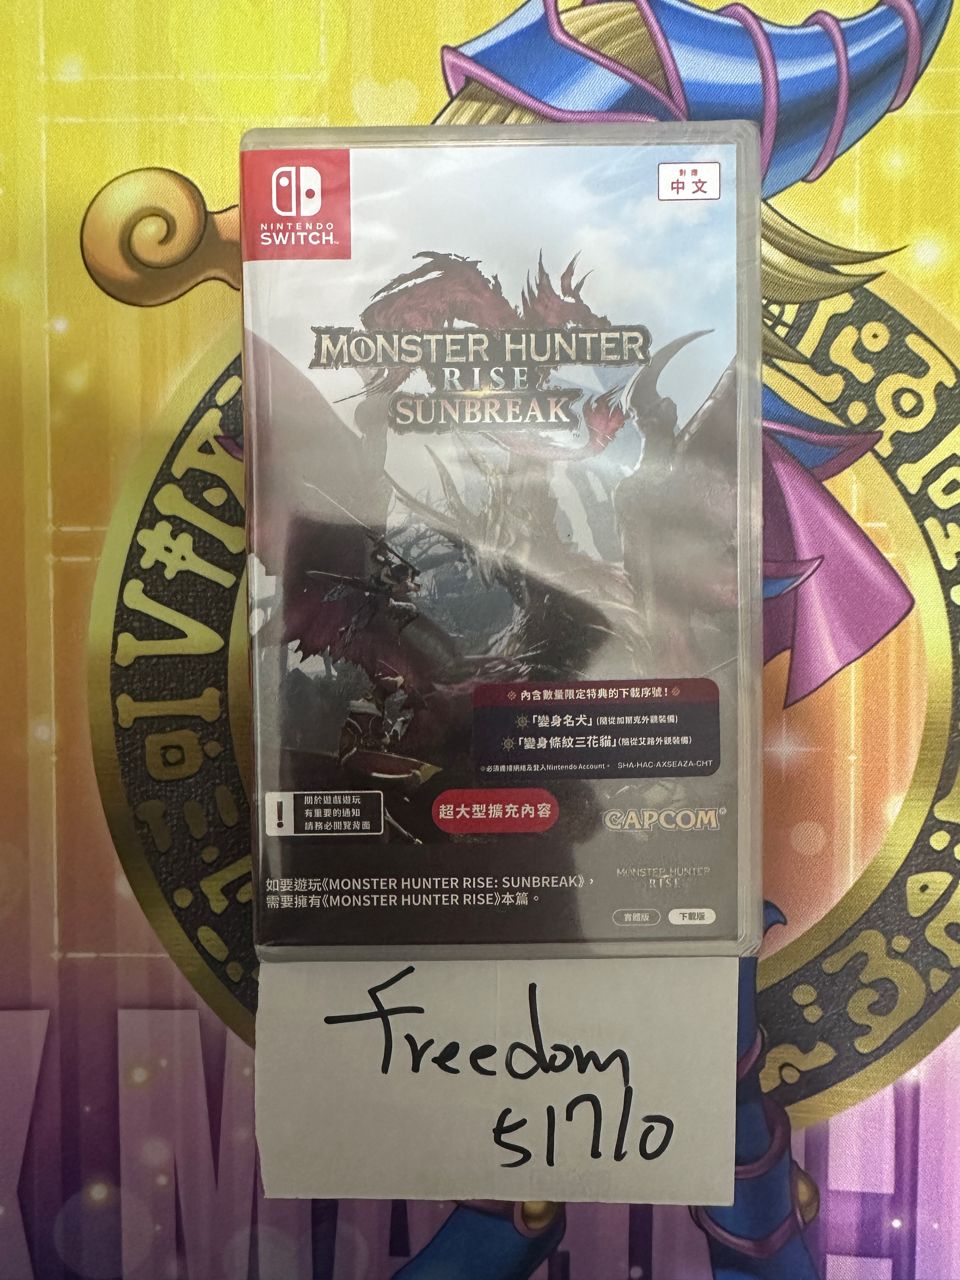 NINTENDO
SWITCH™
對應
中文
MONSTER HUNTER
RISE
SUNBREAK™
內含數量限定特典的下載序號！
「變身名犬」(隨從加爾克外觀裝備)
「變身條紋三花貓」(隨從艾路外觀裝備)
※必須連接網絡及登入Nintendo Account。 SHA-HAC-AXSEAZA-CHT
!
關於遊戲遊玩
有重要的通知
請務必閱覽背面
超大型擴充內容
CAPCOM®
如要遊玩《MONSTER HUNTER RISE: SUNBREAK》，
需要擁有《MONSTER HUNTER RISE》本篇。
MONSTER HUNTER
RISE
實體版 下載版
Freedom
51710